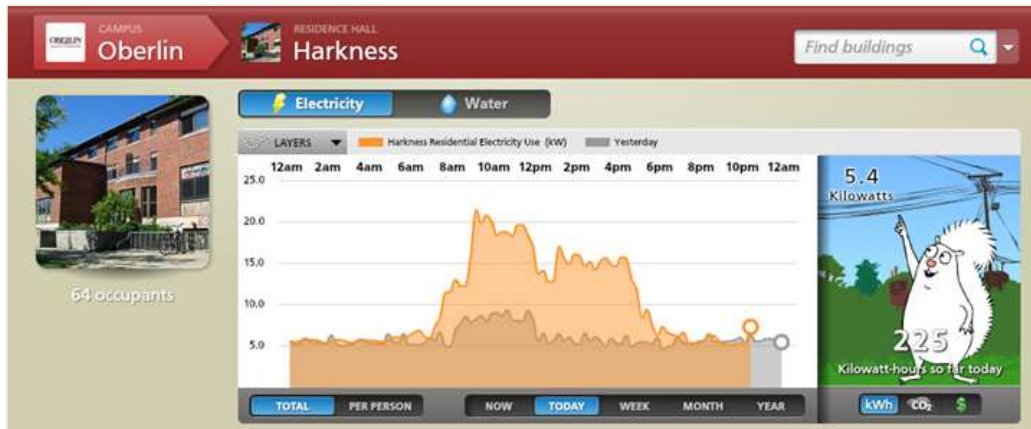 OBERLIN
CAMPUS
Oberlin
RESIDENCE HALL
Harkness
Find buildings
Electricity
Water
LAYERS
Harkness Residential Electricity Use (kW)
Yesterday
12am 2am 4am 6am 8am 10am 12pm 2pm 4pm 6pm 8pm 10pm 12am
25.0
20.0
15.0
10.0
5.0
5.4
Kilowatts
225
Kilowatt-hours so far today
64 occupants
TOTAL
PER PERSON
NOW
TODAY
WEEK
MONTH
YEAR
kWh
CO₂
$